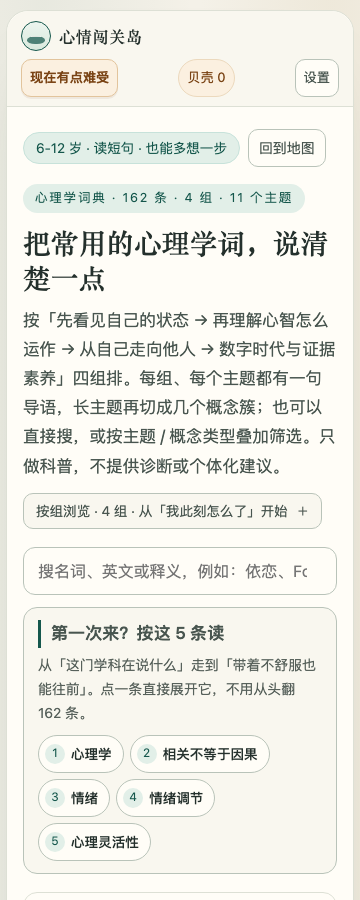 心情闯关岛
现在有点难受
贝壳 0
设置
6-12 岁 · 读短句 · 也能多想一步
回到地图
心理学词典 · 162 条 · 4 组 · 11 个主题
把常用的心理学词，说清
楚一点
按「先看见自己的状态 → 再理解心智怎么
运作 → 从自己走向他人 → 数字时代与证据
素养」四组排。每组、每个主题都有一句
导语，长主题再切成几个概念簇；也可以
直接搜，或按主题 / 概念类型叠加筛选。只
做科普，不提供诊断或个体化建议。
按组浏览 · 4 组 · 从「我此刻怎么了」开始 +
搜名词、英文或释义，例如：依恋、Fc
第一次来？按这 5 条读
从「这门学科在说什么」走到「带着不舒服也
能往前」。点一条直接展开它，不用从头翻
162 条。
1 心理学
2 相关不等于因果
3 情绪
4 情绪调节
5 心理灵活性